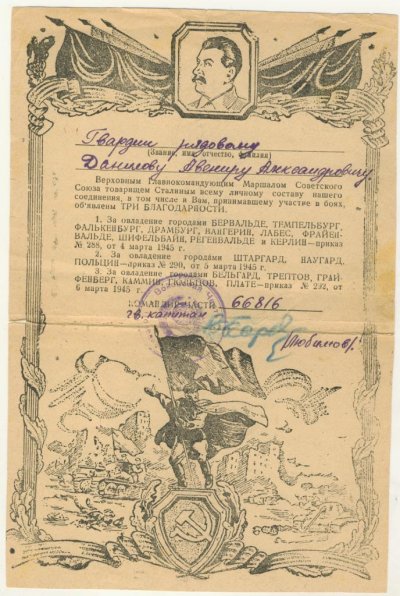 Гвардии рядовому
(Звание, имя, отчество, фамилия)
Данилову Авениру Александровичу.
Верховным Главнокомандующим Маршалом Советского
Союза товарищем Сталиным всему личному составу нашего
соединения, в том числе и Вам, принимавшему участие в боях,
об'явлены ТРИ БЛАГОДАРНОСТИ.
1. За овладение городами БЕРВАЛЬДЕ, ТЕМПЕЛЬБУРГ,
ФАЛЬКЕНБУРГ, ДРАМБУРГ, ВАНГЕРИН, ЛАБЕС, ФРАЙЕН-
ВАЛЬДЕ, ШИФЕЛЬБАЙН, РЕГЕНВАЛЬДЕ и КЕРЛИН—приказ
№ 288, от 4 марта 1945 г.
2. За овладение городами ШТАРГАРД, НАУГАРД,
ПОЛЬЦИН—приказ № 290, от 5 марта 1945 г.
3. За овладение городами БЕЛЬГАРД, ТРЕПТОВ, ГРАЙ-
ФЕНБЕРГ, КАММИН, ГЮЛЬЦОВ, ПЛАТЕ—приказ № 292, от
6 марта 1945 г.
КОМАНДИР ЧАСТИ 66816
гв. капитан